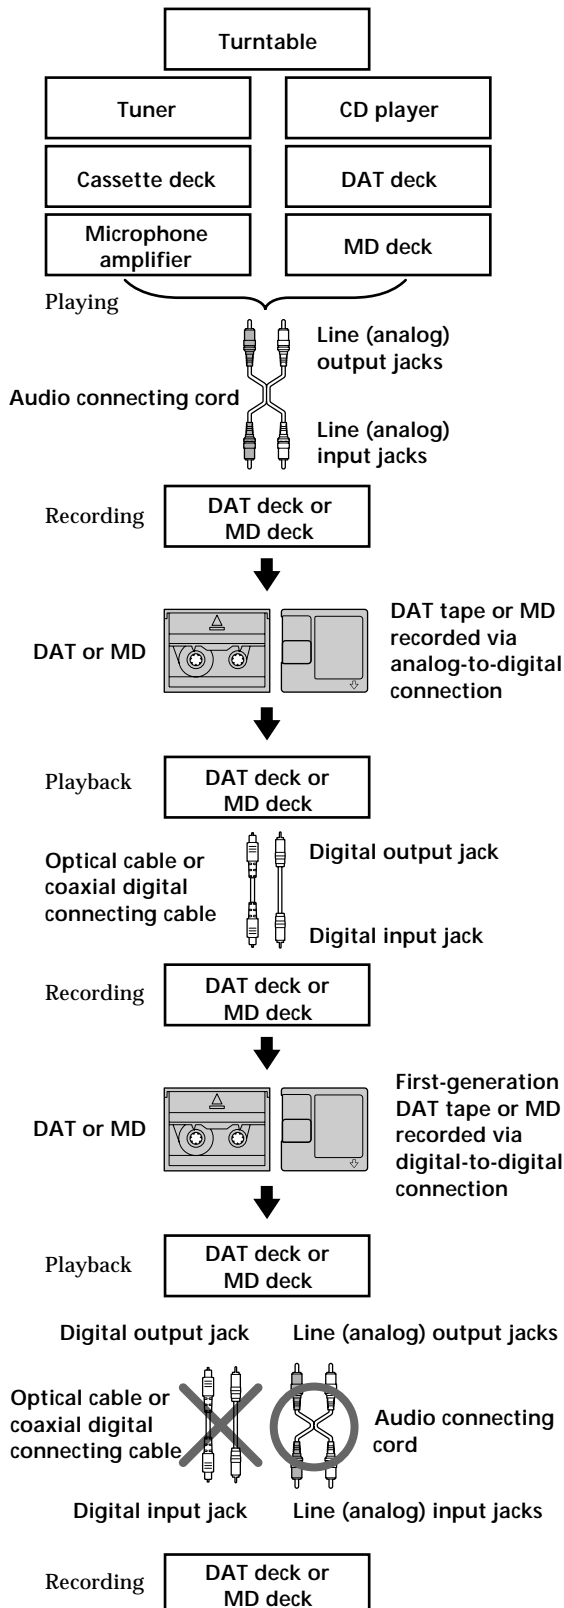 Turntable
Tuner
CD player
Cassette deck
DAT deck
Microphone
amplifier
MD deck
Playing
Line (analog)
output jacks
Audio connecting cord
Line (analog)
input jacks
Recording
DAT deck or
MD deck
DAT or MD
DAT tape or MD
recorded via
analog-to-digital
connection
Playback
DAT deck or
MD deck
Optical cable or
coaxial digital
connecting cable
Digital output jack
Digital input jack
Recording
DAT deck or
MD deck
DAT or MD
First-generation
DAT tape or MD
recorded via
digital-to-digital
connection
Playback
DAT deck or
MD deck
Digital output jack
Line (analog) output jacks
Optical cable or
coaxial digital
connecting cable
Audio connecting
cord
Digital input jack
Line (analog) input jacks
Recording
DAT deck or
MD deck